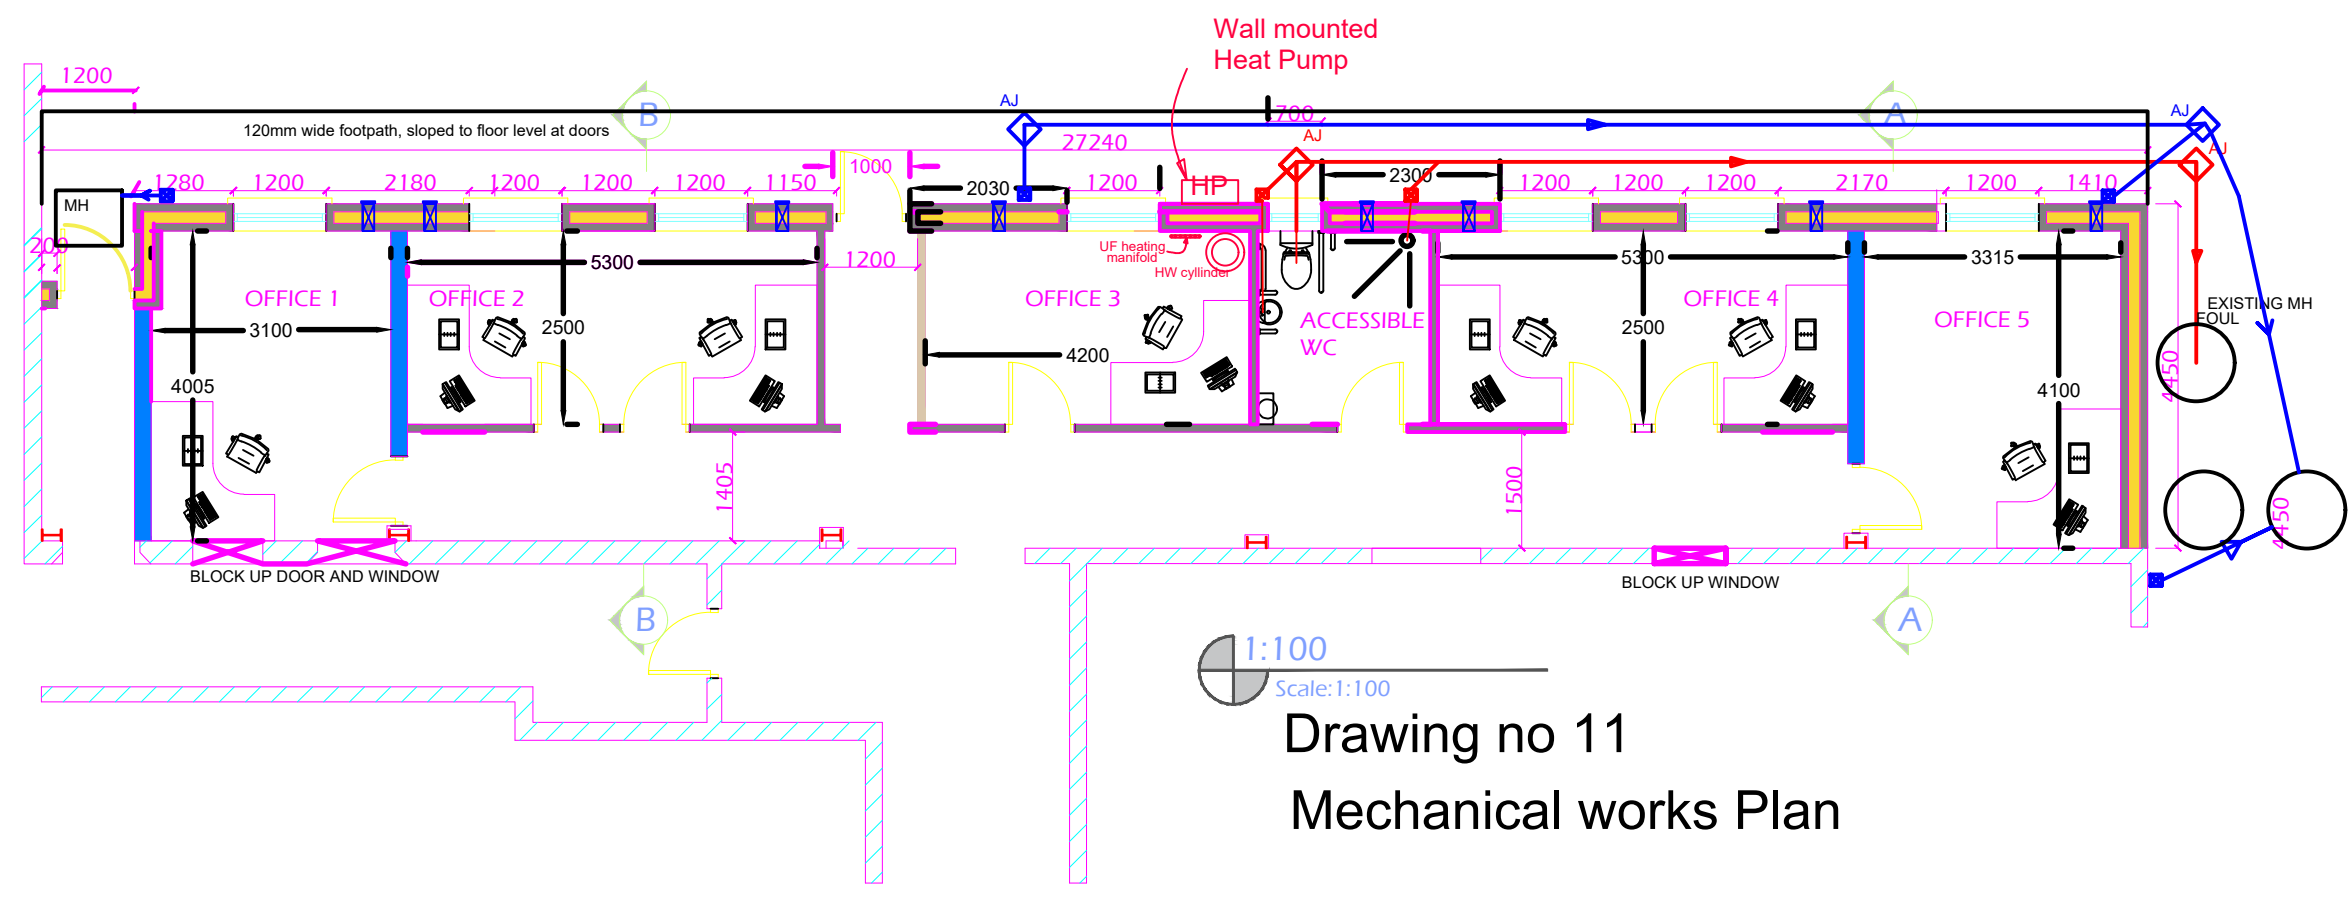 Wall mounted
Heat Pump
1200
AJ
B
700
A
AJ
120mm wide footpath, sloped to floor level at doors
AJ
27240
AJ
1000
1280
1200
2180
1200
1200
1200
1150
2030
1200
HP
2300
1200
1200
1200
2170
1200
1410
MH
200
UF heating
manifold
HW cyllinder
5300
1200
5300
3315
OFFICE 1
OFFICE 2
OFFICE 3
OFFICE 4
OFFICE 5
EXISTING MH
FOUL
ACCESSIBLE
WC
3100
2500
2500
4200
4005
4100
4450
1405
1500
4450
BLOCK UP DOOR AND WINDOW
BLOCK UP WINDOW
B
A
1:100
Scale:1:100
Drawing no 11
Mechanical works Plan